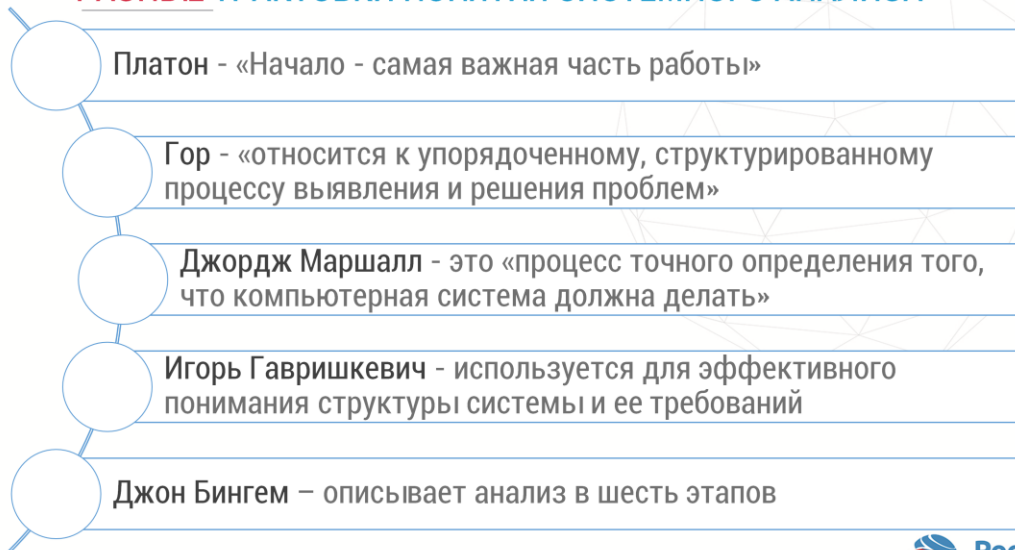 Платон - «Начало - самая важная часть работы»
Гор - «относится к упорядоченному, структурированному
процессу выявления и решения проблем»
Джордж Маршалл - это «процесс точного определения того,
что компьютерная система должна делать»
Игорь Гавришкевич - используется для эффективного
понимания структуры системы и ее требований
Джон Бингем – описывает анализ в шесть этапов